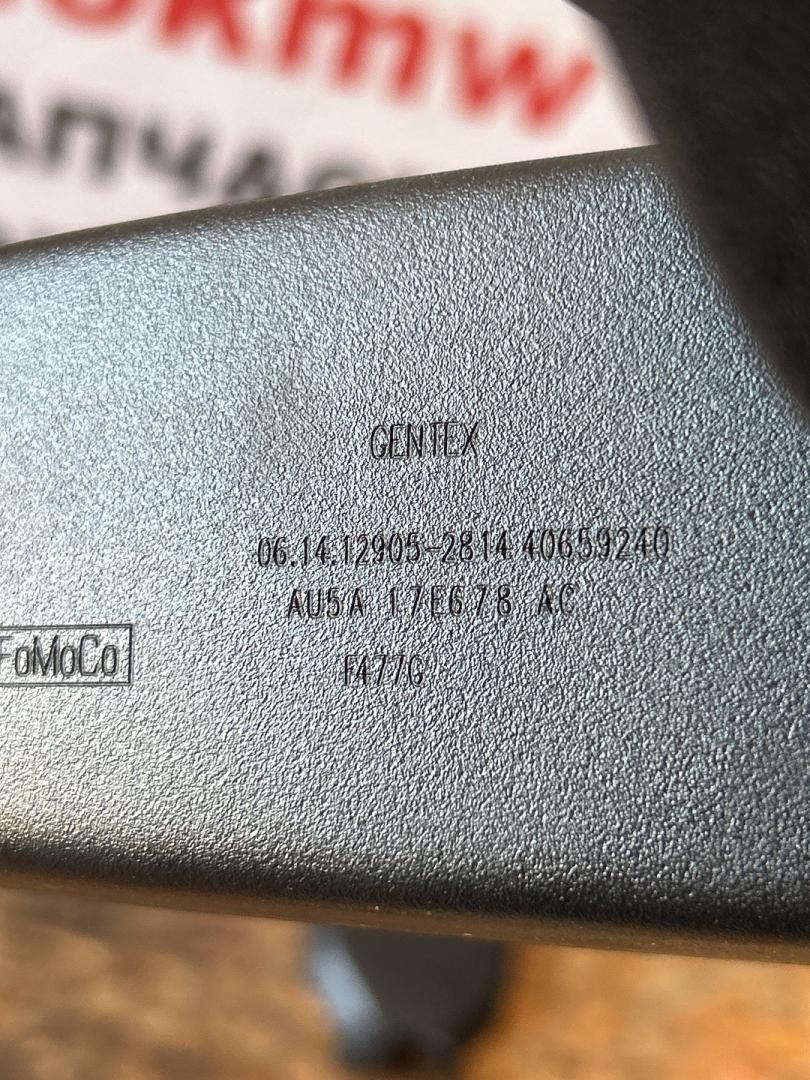 GENTEX
06.14.12905-2814 40659240
AU5A 17E678 AC
FoMoCo
F477G